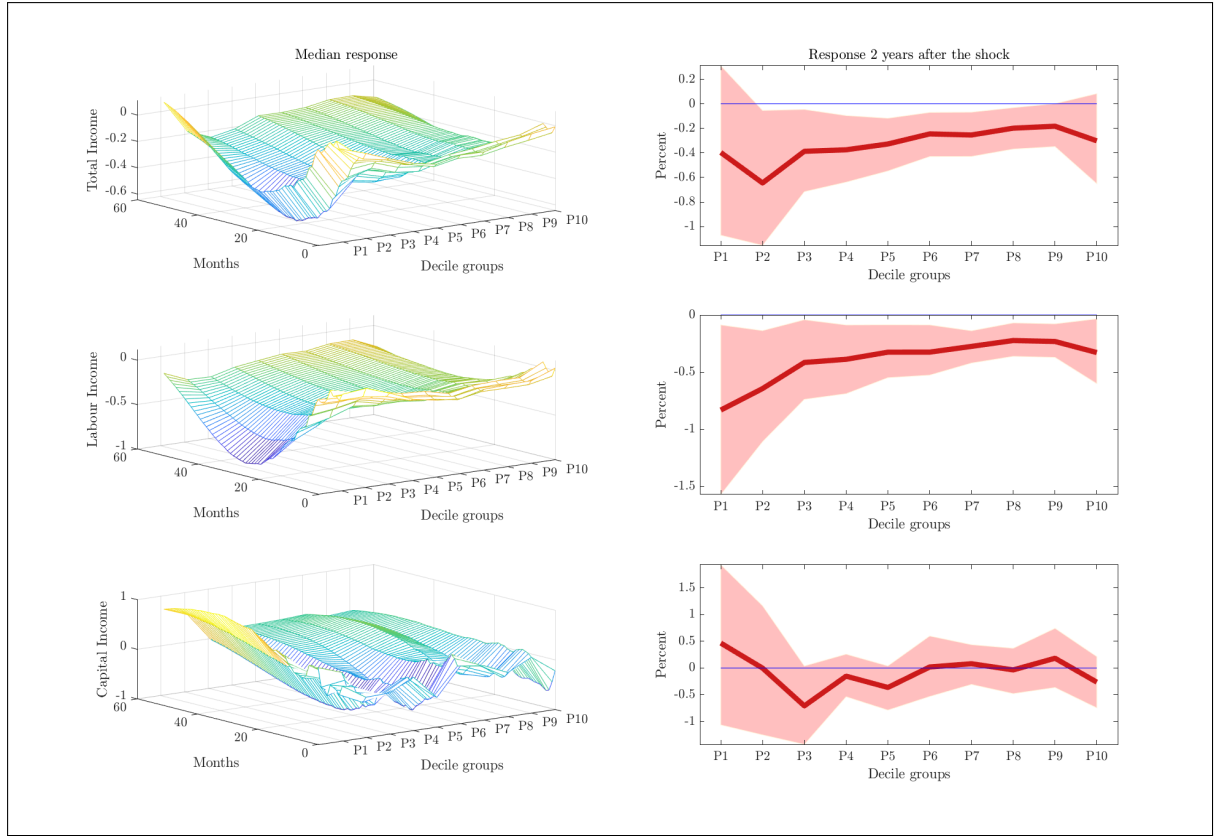 Median response
Total Income
0
-0.2
-0.4
-0.6
60
40
20
0
Months
P1 P2 P3 P4 P5 P6 P7 P8 P9 P10
Decile groups
Response 2 years after the shock
Percent
0.2
0
-0.2
-0.4
-0.6
-0.8
-1
P1 P2 P3 P4 P5 P6 P7 P8 P9 P10
Decile groups
Labour Income
0
-0.5
-1
60
40
20
0
Months
P1 P2 P3 P4 P5 P6 P7 P8 P9 P10
Decile groups
Percent
0
-0.5
-1
-1.5
P1 P2 P3 P4 P5 P6 P7 P8 P9 P10
Decile groups
Capital Income
1
0
-1
60
40
20
0
Months
P1 P2 P3 P4 P5 P6 P7 P8 P9 P10
Decile groups
Percent
1.5
1
0.5
0
-0.5
-1
P1 P2 P3 P4 P5 P6 P7 P8 P9 P10
Decile groups